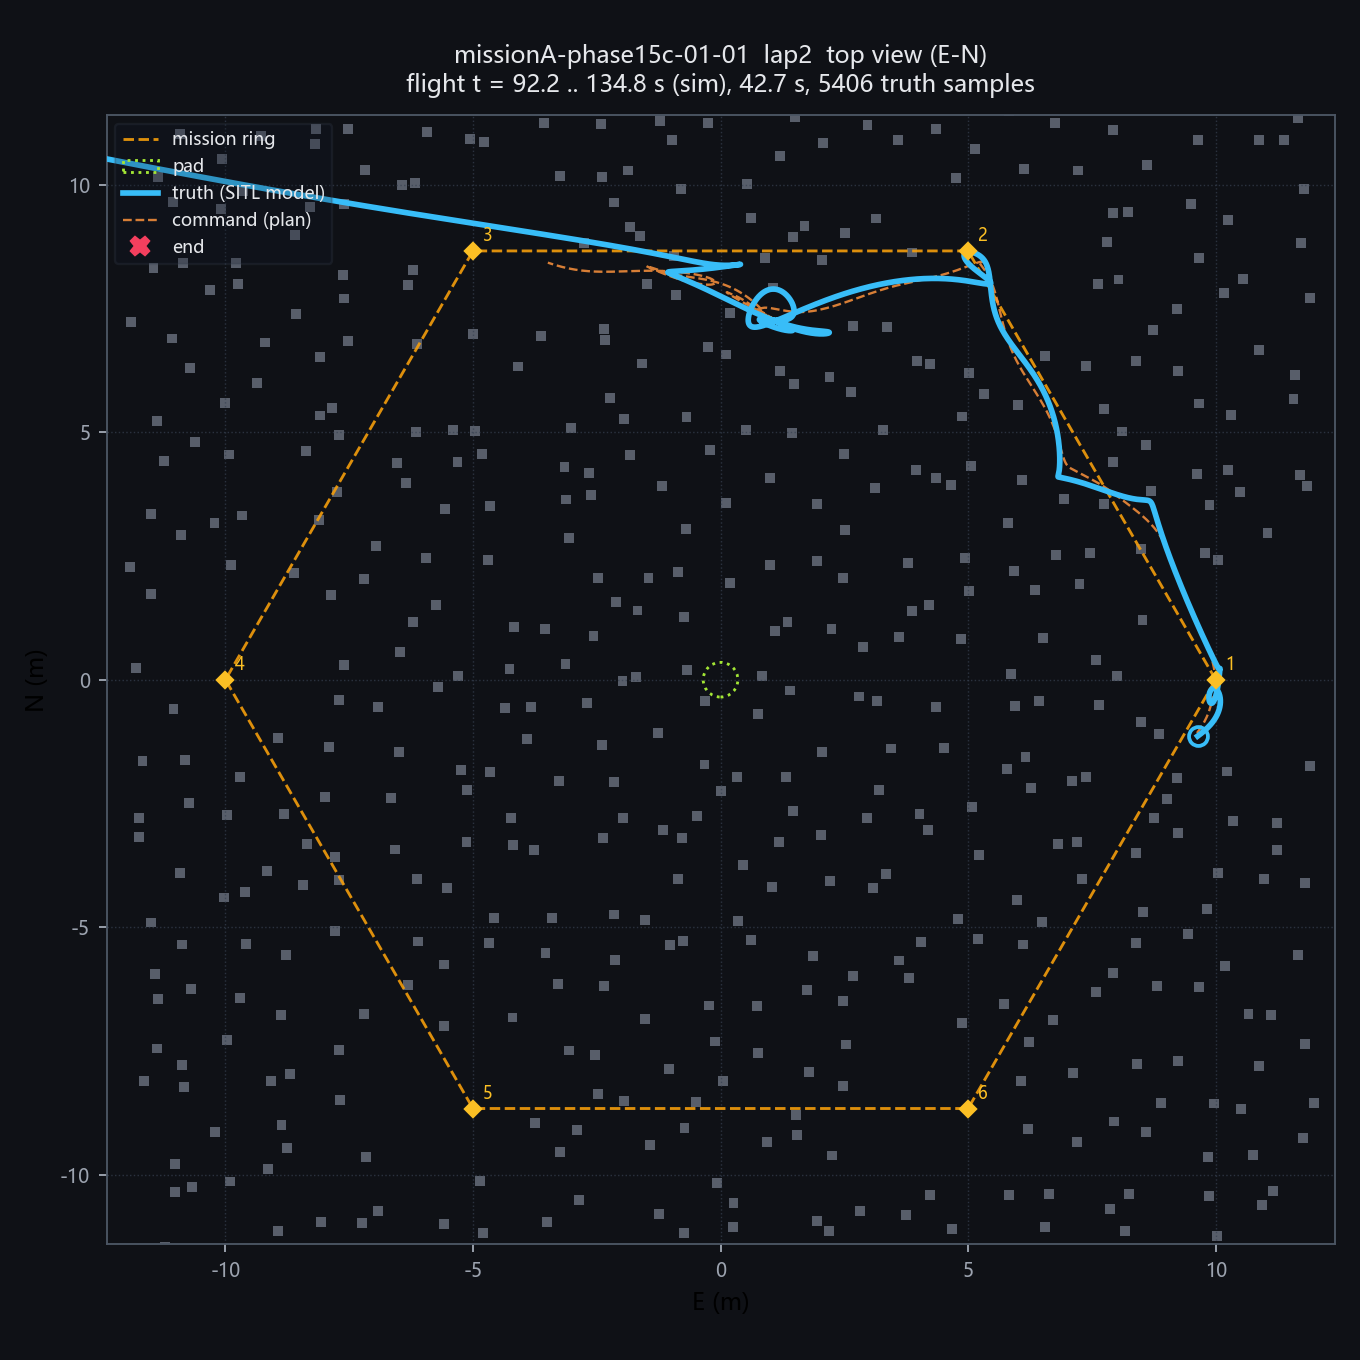 missionA-phase15c-01-01 lap2 top view (E-N)
flight t = 92.2 .. 134.8 s (sim), 42.7 s, 5406 truth samples
mission ring
pad
truth (SITL model)
command (plan)
end
3
2
4
1
5
6
10
5
0
-5
-10
N (m)
-10
-5
0
5
10
E (m)